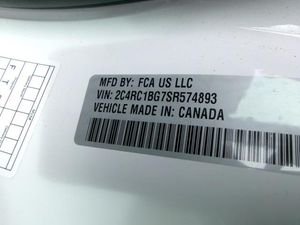 MFD BY: FCA US LLC
VIN: 2C4RC1BG7SR574893
VEHICLE MADE IN: CANADA